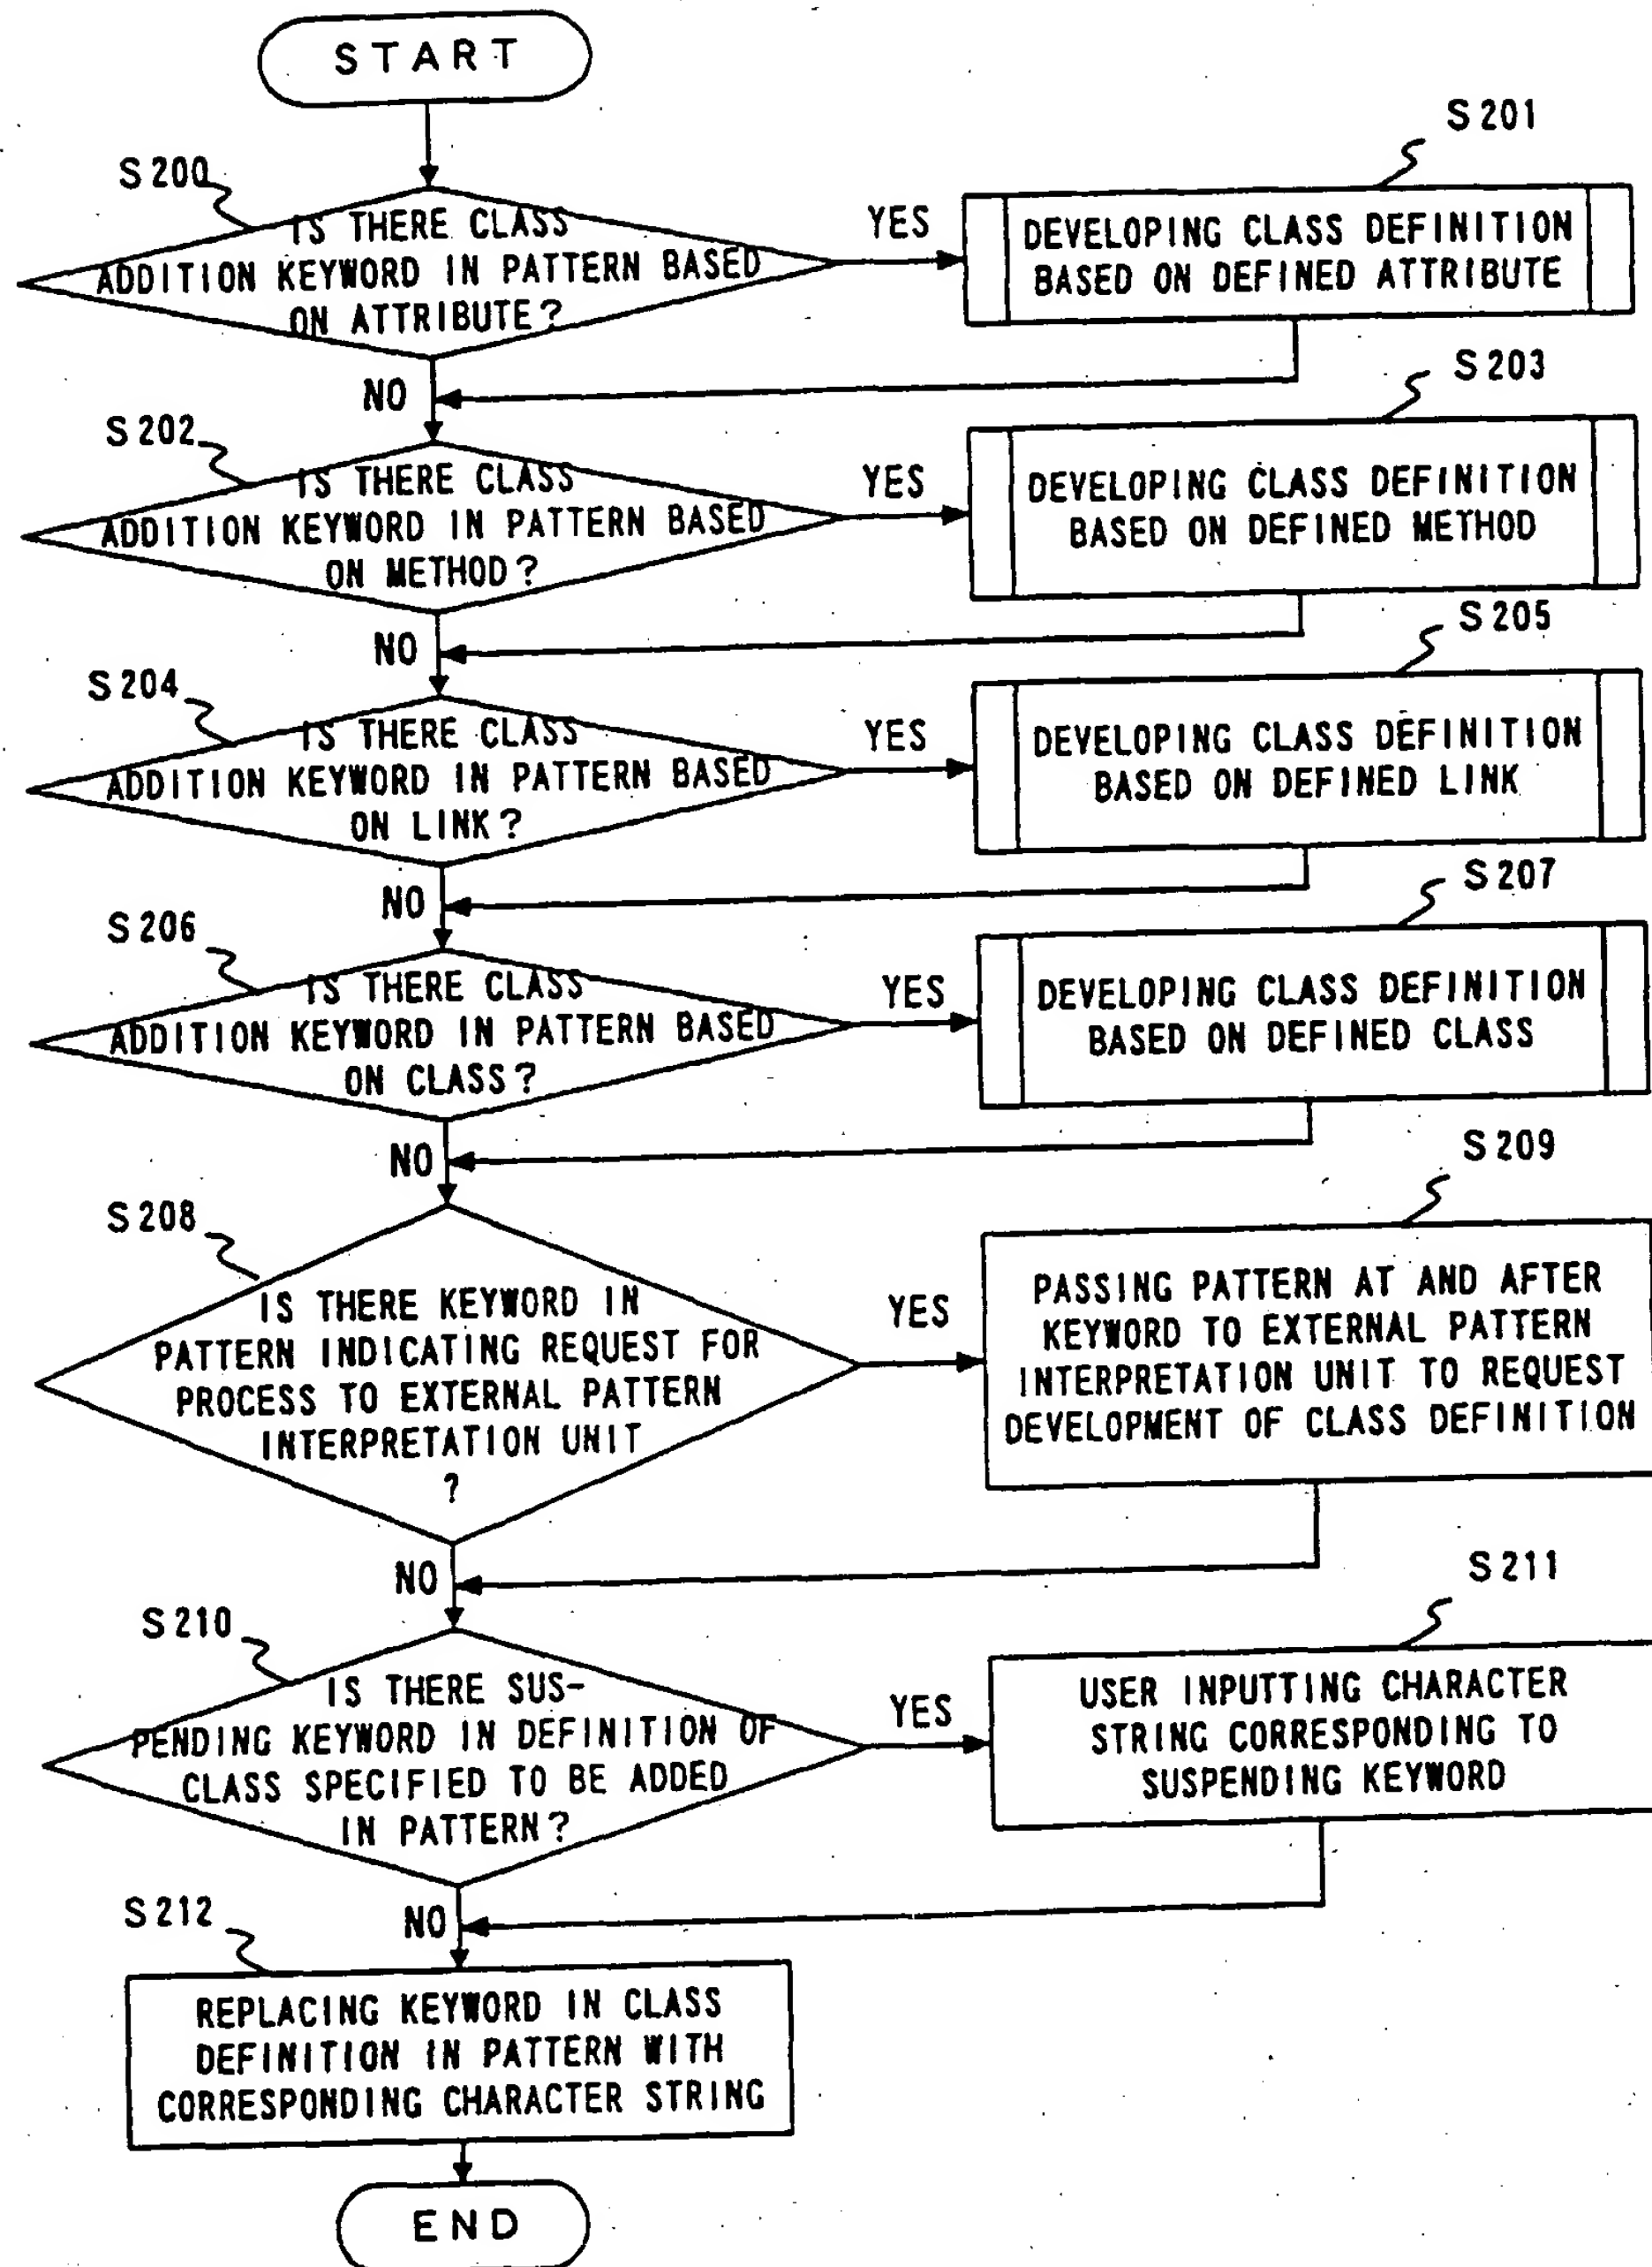 START
S200
IS THERE CLASS
ADDITION KEYWORD IN PATTERN BASED
ON ATTRIBUTE?
YES
S201
DEVELOPING CLASS DEFINITION
BASED ON DEFINED ATTRIBUTE
NO
S202
IS THERE CLASS
ADDITION KEYWORD IN PATTERN BASED
ON METHOD?
YES
S203
DEVELOPING CLASS DEFINITION
BASED ON DEFINED METHOD
NO
S204
IS THERE CLASS
ADDITION KEYWORD IN PATTERN BASED
ON LINK?
YES
S205
DEVELOPING CLASS DEFINITION
BASED ON DEFINED LINK
NO
S206
IS THERE CLASS
ADDITION KEYWORD IN PATTERN BASED
ON CLASS?
YES
S207
DEVELOPING CLASS DEFINITION
BASED ON DEFINED CLASS
NO
S208
IS THERE KEYWORD IN
PATTERN INDICATING REQUEST FOR
PROCESS TO EXTERNAL PATTERN
INTERPRETATION UNIT
?
YES
S209
PASSING PATTERN AT AND AFTER
KEYWORD TO EXTERNAL PATTERN
INTERPRETATION UNIT TO REQUEST
DEVELOPMENT OF CLASS DEFINITION
NO
S210
IS THERE SUS-
PENDING KEYWORD IN DEFINITION OF
CLASS SPECIFIED TO BE ADDED
IN PATTERN?
YES
S211
USER INPUTTING CHARACTER
STRING CORRESPONDING TO
SUSPENDING KEYWORD
NO
S212
REPLACING KEYWORD IN CLASS
DEFINITION IN PATTERN WITH
CORRESPONDING CHARACTER STRING
END